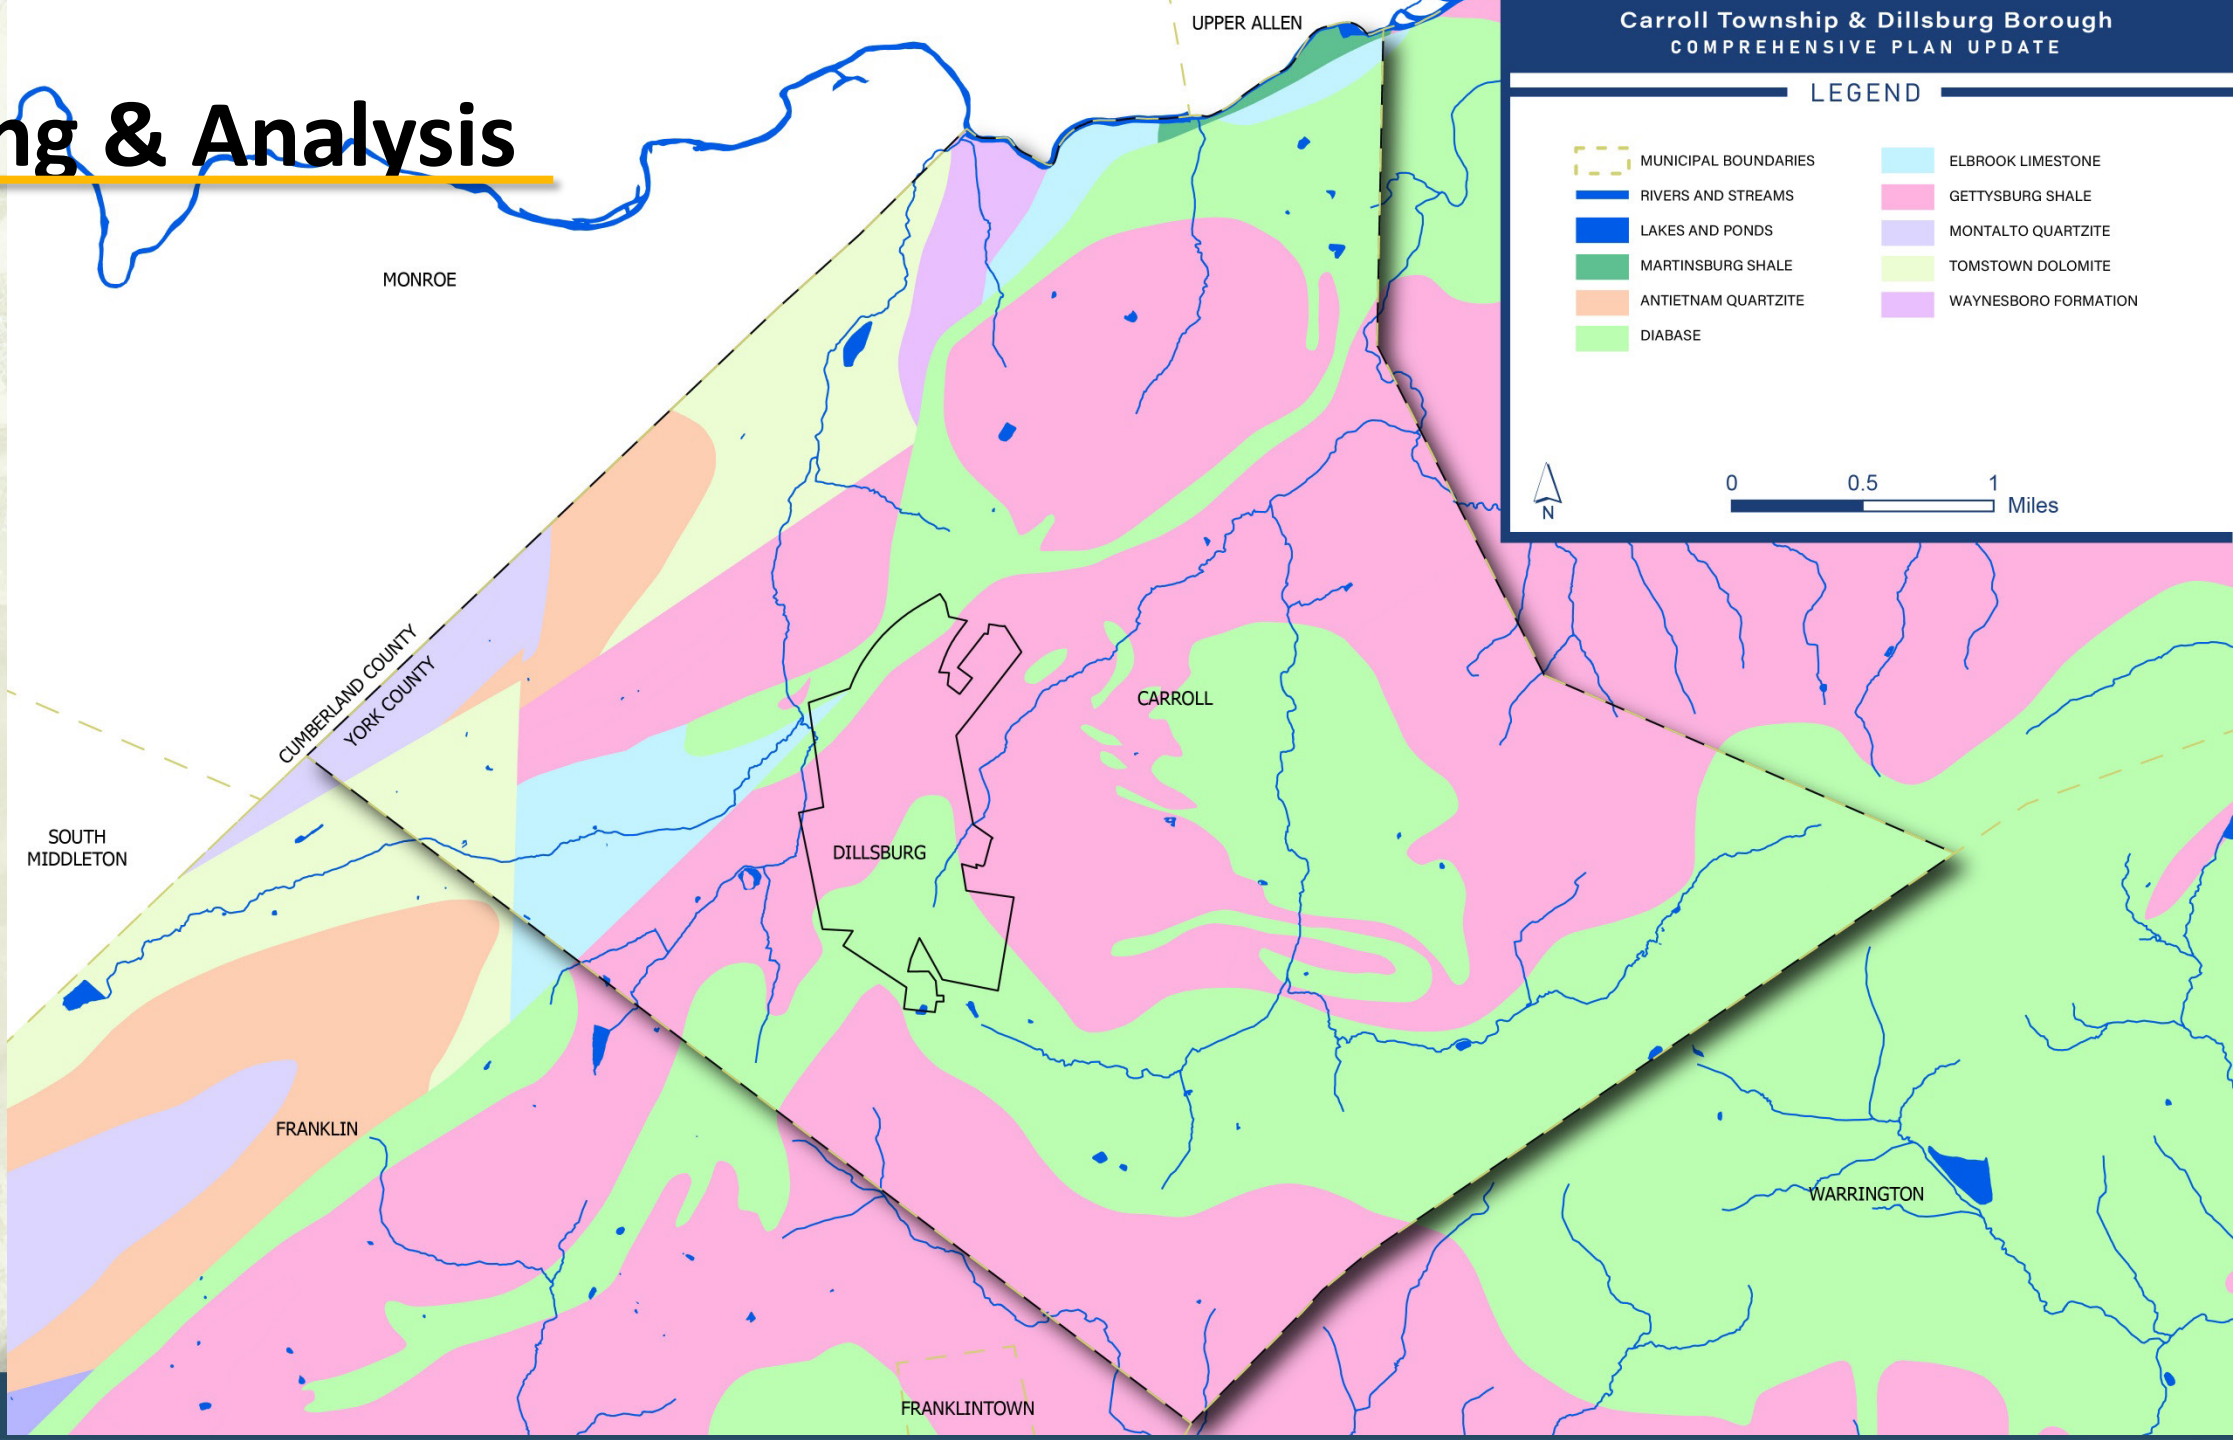 ng & Analysis
Carroll Township & Dillsburg Borough
COMPREHENSIVE PLAN UPDATE
LEGEND
MUNICIPAL BOUNDARIES
RIVERS AND STREAMS
LAKES AND PONDS
MARTINSBURG SHALE
ANTIETNAM QUARTZITE
DIABASE
ELBROOK LIMESTONE
GETTYSBURG SHALE
MONTALTO QUARTZITE
TOMSTOWN DOLOMITE
WAYNESBORO FORMATION
N
0 0.5 1
Miles
UPPER ALLEN
MONROE
CUMBERLAND COUNTY
YORK COUNTY
CARROLL
SOUTH
MIDDLETON
DILLSBURG
FRANKLIN
WARRINGTON
FRANKLINTOWN